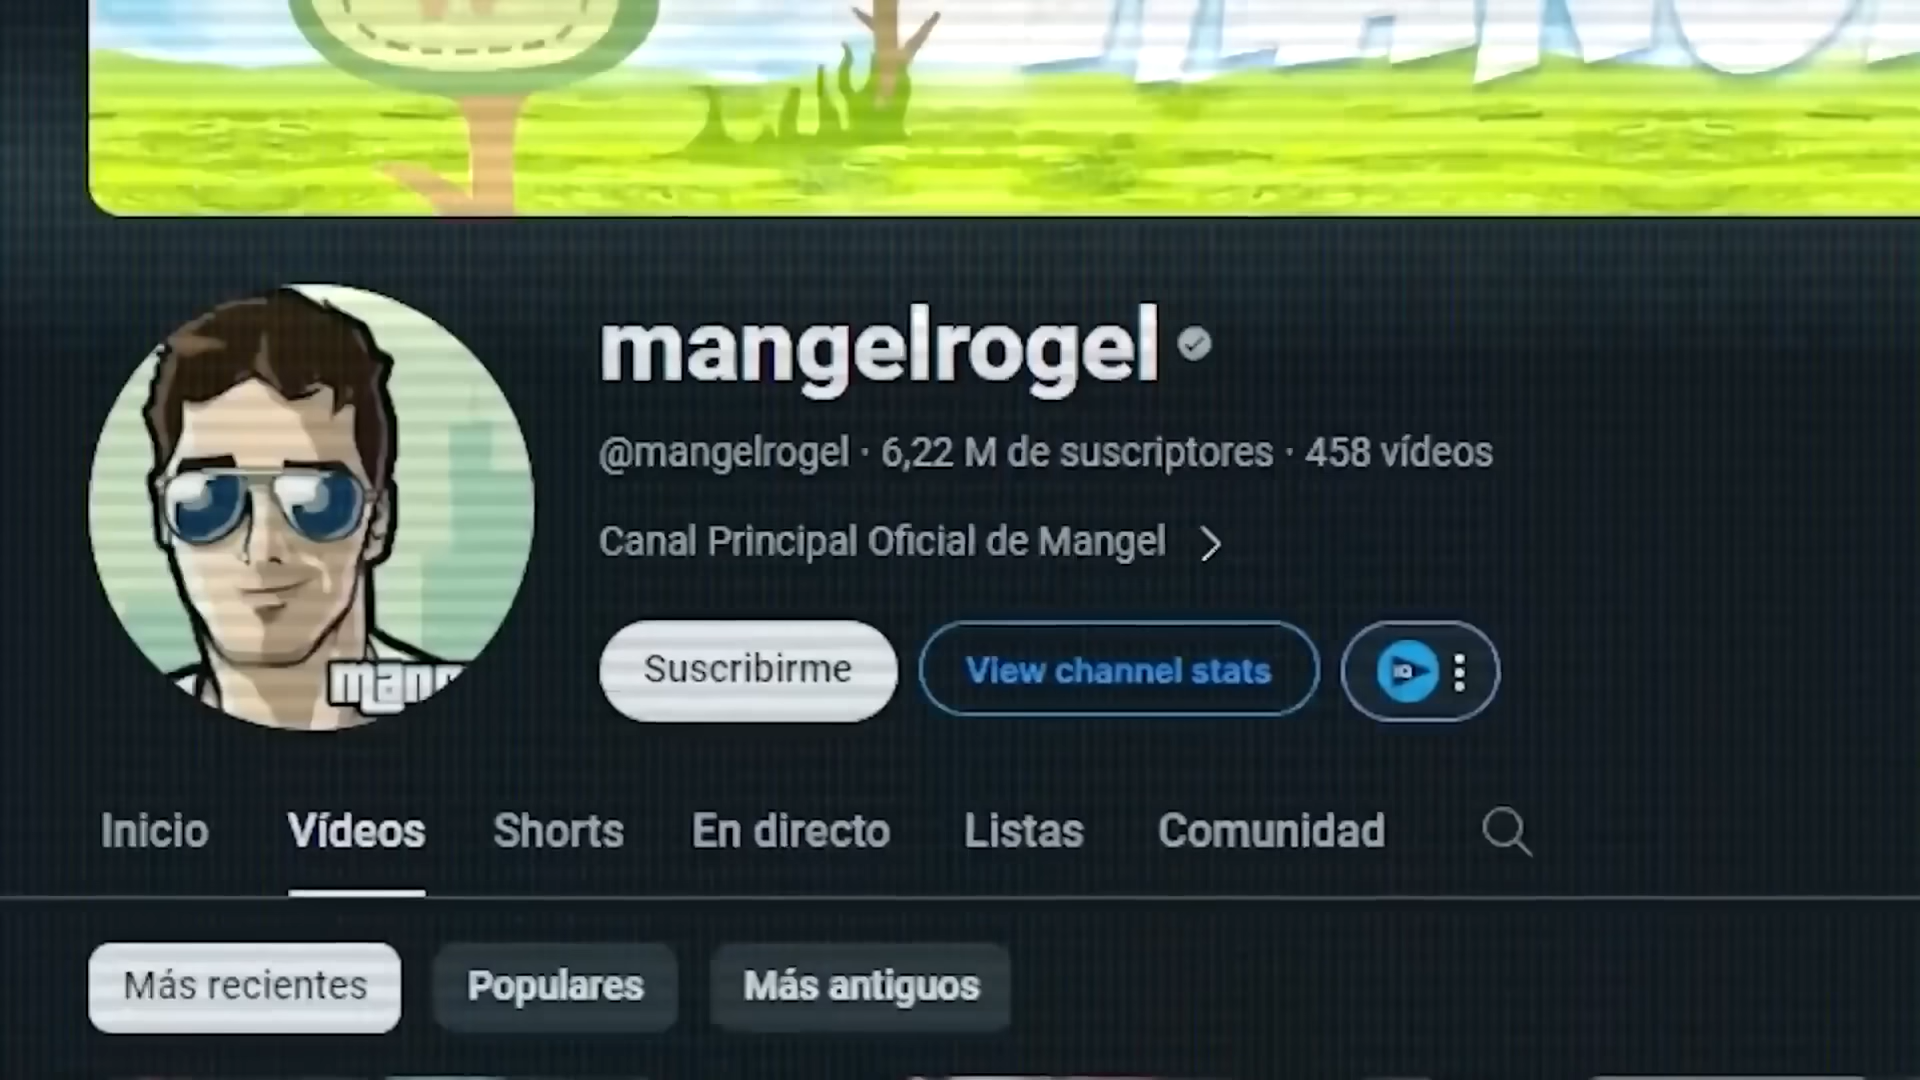 mangelrogel
@mangelrogel · 6,22 M de suscriptores · 458 vídeos
Canal Principal Oficial de Mangel
Suscribirme
View channel stats
Inicio
Vídeos
Shorts
En directo
Listas
Comunidad
Más recientes
Populares
Más antiguos